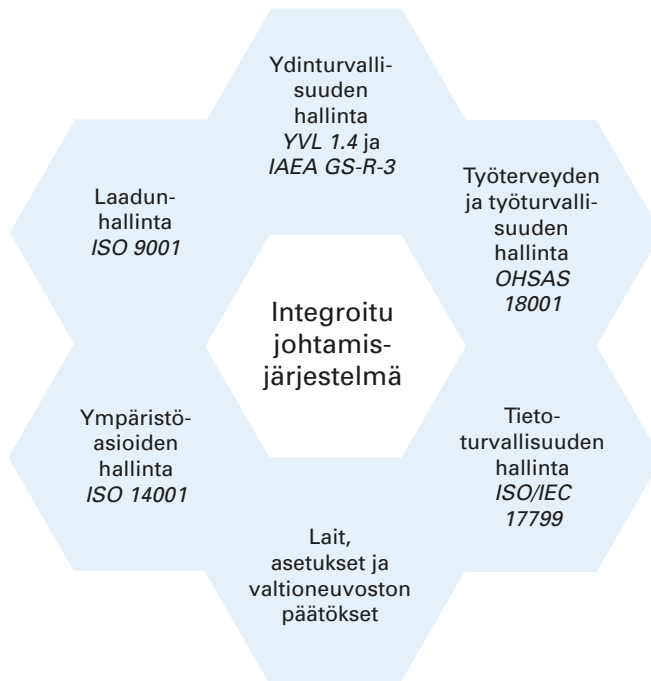 Ydinturvalli-
suuden
hallinta
YVL 1.4 ja
IAEA GS-R-3
Laadun-
hallinta
ISO 9001
Työterveyden
ja työturvalli-
suuden
hallinta
OHSAS
18001
Integroitu
johtamis-
järjestelmä
Ympäristö-
asioiden
hallinta
ISO 14001
Tieto-
turvallisuuden
hallinta
ISO/IEC
17799
Lait,
asetukset ja
valtioneuvoston
päätökset